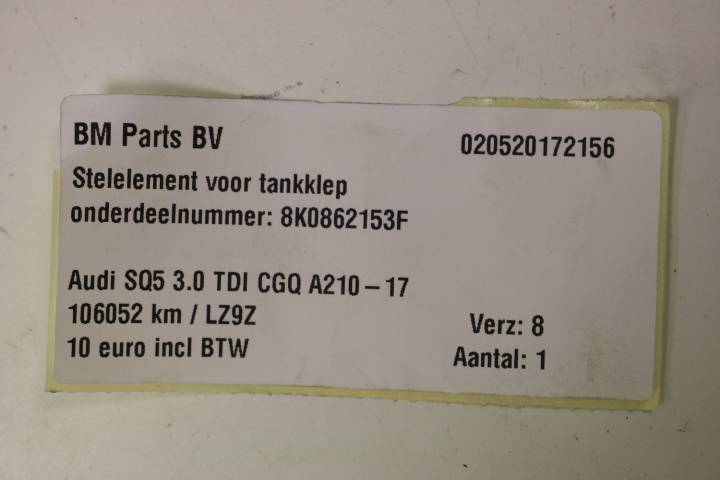 BM Parts BV 020520172156
Stelelement voor tankklep
onderdeelnummer: 8K0862153F
Audi SQ5 3.0 TDI CGQ A210-17
106052 km / LZ9Z Verz: 8
10 euro incl BTW Aantal: 1